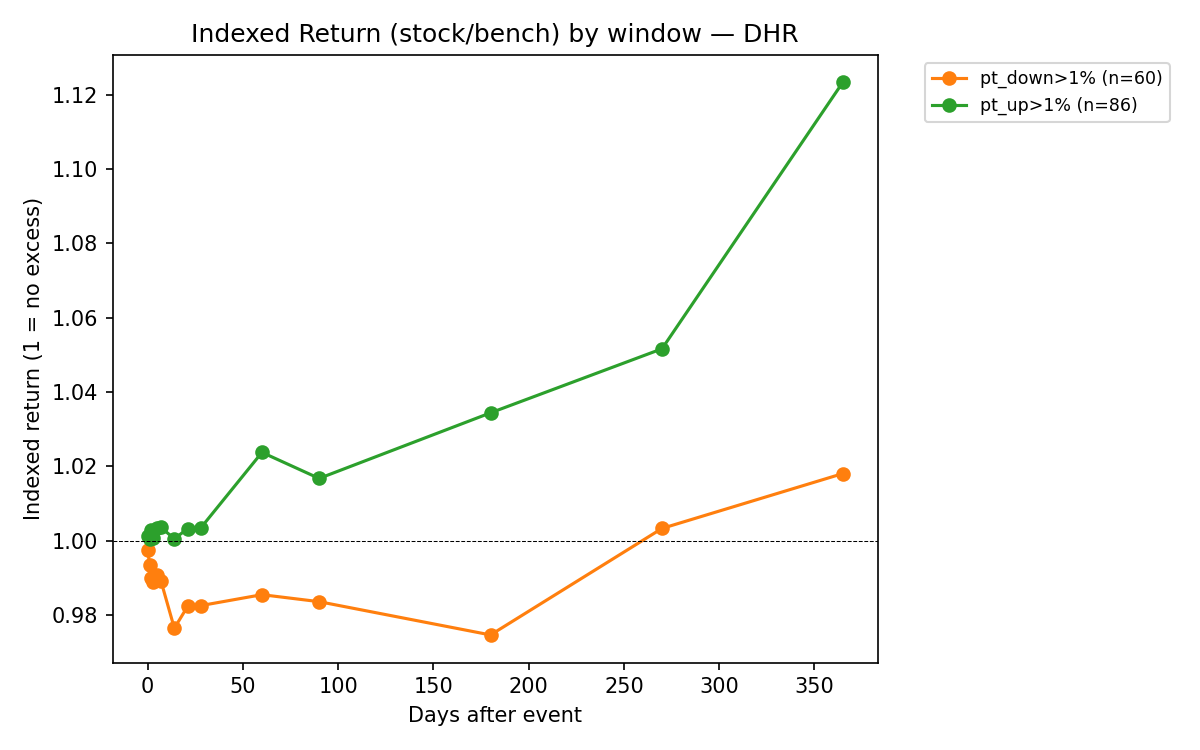 Indexed Return (stock/bench) by window — DHR
pt_down>1% (n=60)
pt_up>1% (n=86)
Indexed return (1 = no excess)
1.12
1.10
1.08
1.06
1.04
1.02
1.00
0.98
0 50 100 150 200 250 300 350
Days after event